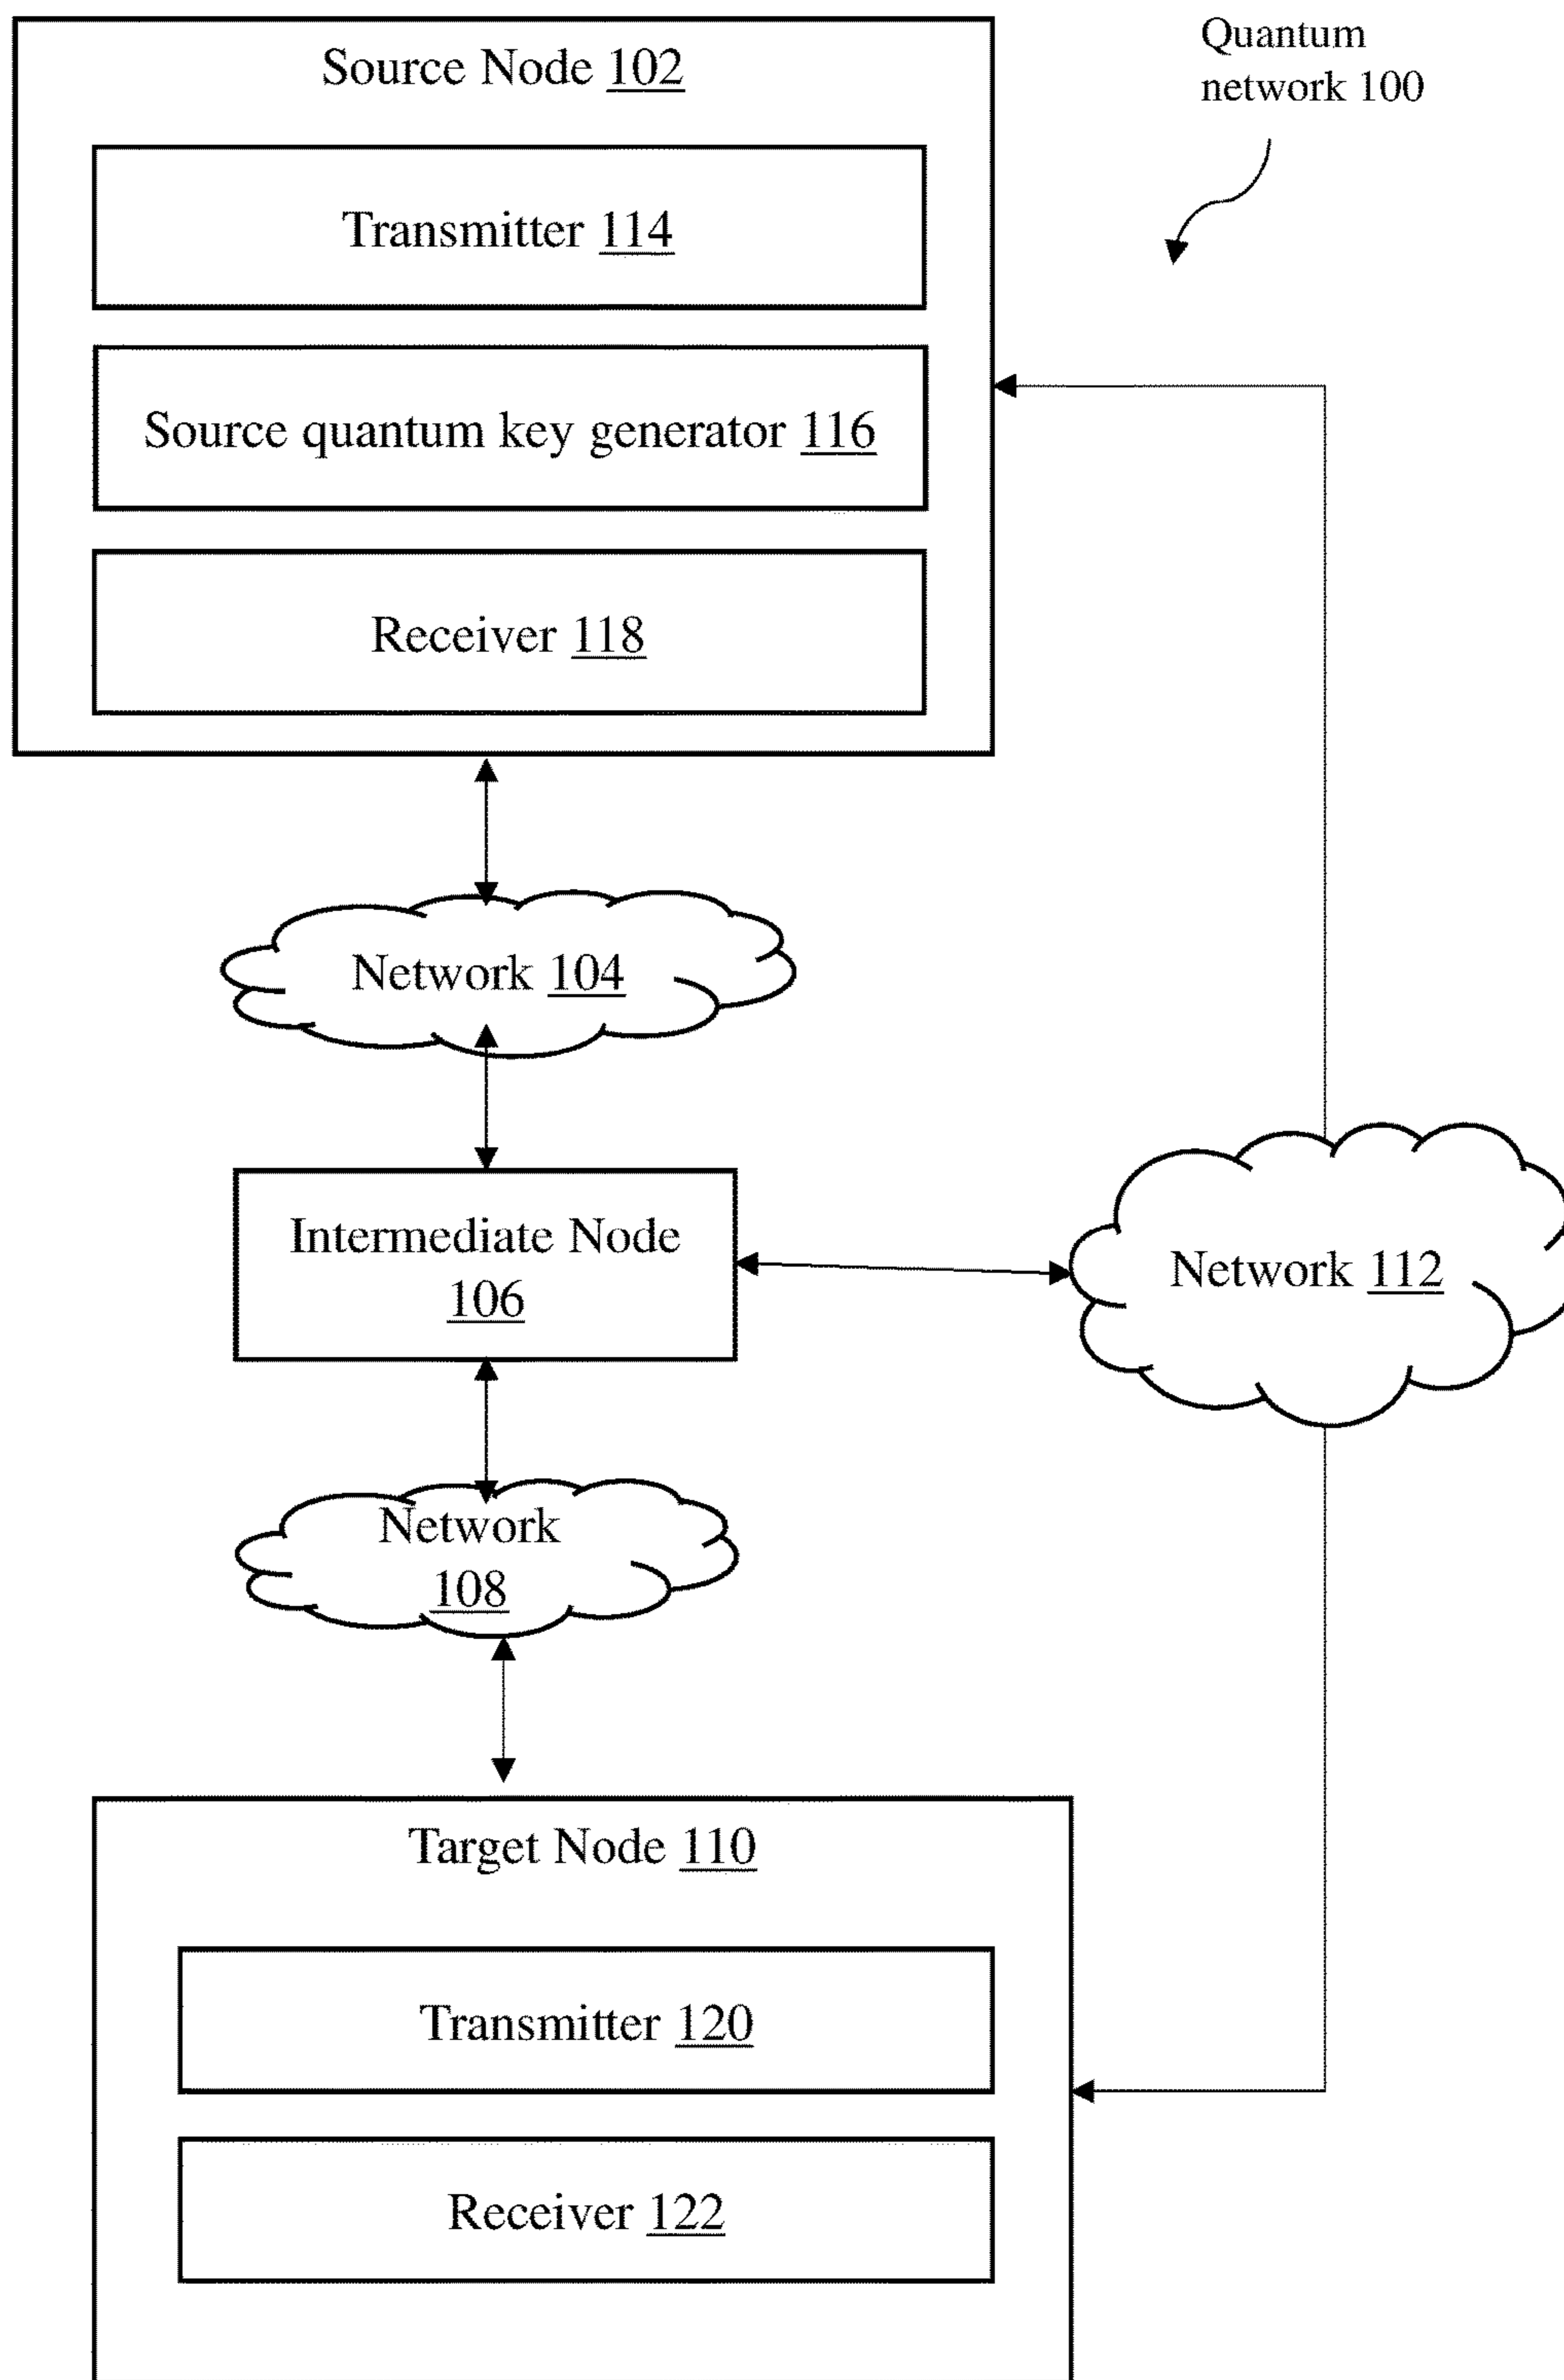 Quantum
network 100
Source Node 102
Transmitter 114
Source quantum key generator 116
Receiver 118
Network 104
Intermediate Node
106
Network 112
Network
108
Target Node 110
Transmitter 120
Receiver 122